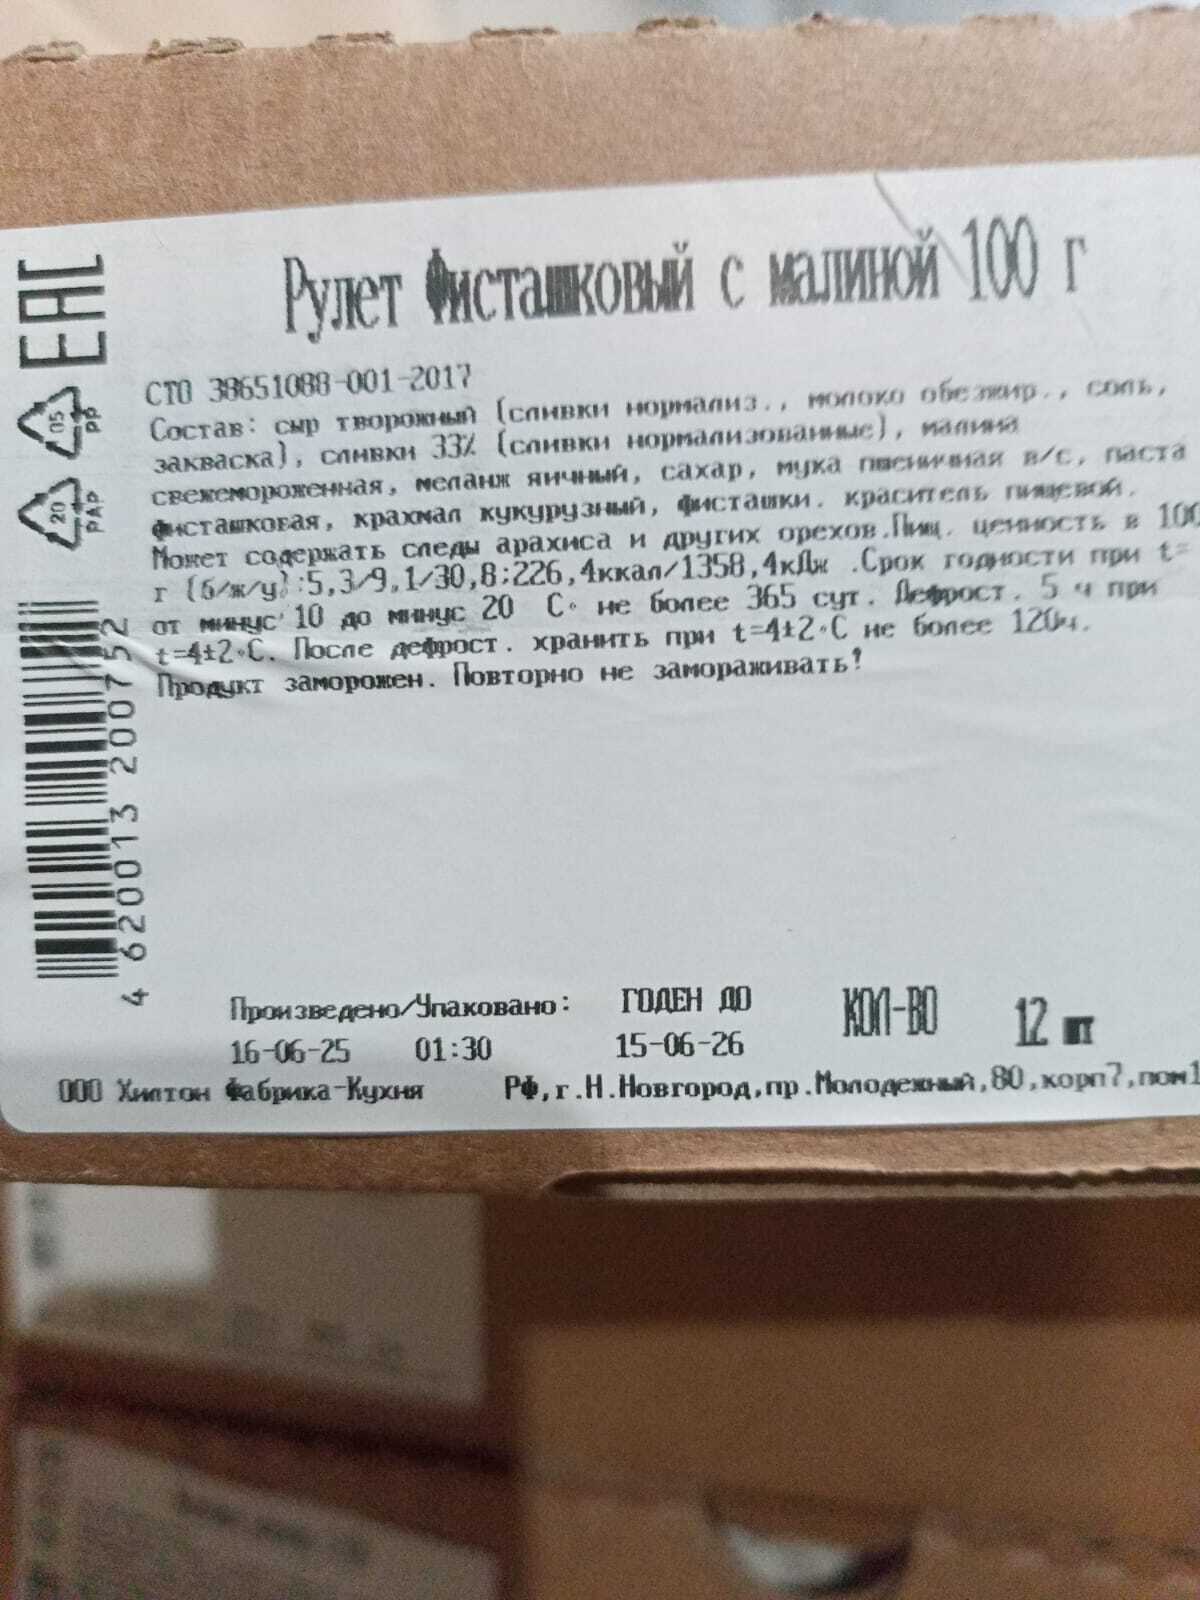 EAC
05
PP
20
PAP
Рулет Фисташковый с малиной 100 г
СТО 38651088-001-2017
Состав: сыр творожный (сливки нормализ., молоко обезжир., соль,
закваска), сливки 33% (сливки нормализованные), малина
свежемороженная, меланж яичный, сахар, мука пшеничная в/с, паста
фисташковая, крахмал кукурузный, фисташки. краситель пищевой.
Может содержать следы арахиса и других орехов.Пищ. ценность в 100
г (б/ж/у):5,3/9,1/30,8;226,4ккал/1358,4кДж .Срок годности при t=
от минус 10 до минус 20 С° не более 365 сут. Дефрост. 5 ч при
t=4±2°С. После дефрост. хранить при t=4±2°С не более 120ч.
Продукт заморожен. Повторно не замораживать!
4 620013 200752
Произведено/Упаковано: ГОДЕН ДО КОЛ-ВО 12 шт
16-06-25 01:30 15-06-26
ООО Хилтон Фабрика-Кухня РФ,г.Н.Новгород,пр.Молодежный,80,корп7,пом1